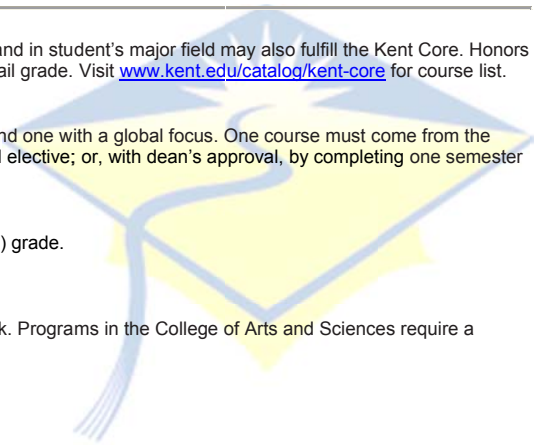 and in student’s major field may also fulfill the Kent Core. Honors
ail grade. Visit www.kent.edu/catalog/kent-core for course list.
nd one with a global focus. One course must come from the
l elective; or, with dean’s approval, by completing one semester
) grade.
k. Programs in the College of Arts and Sciences require a